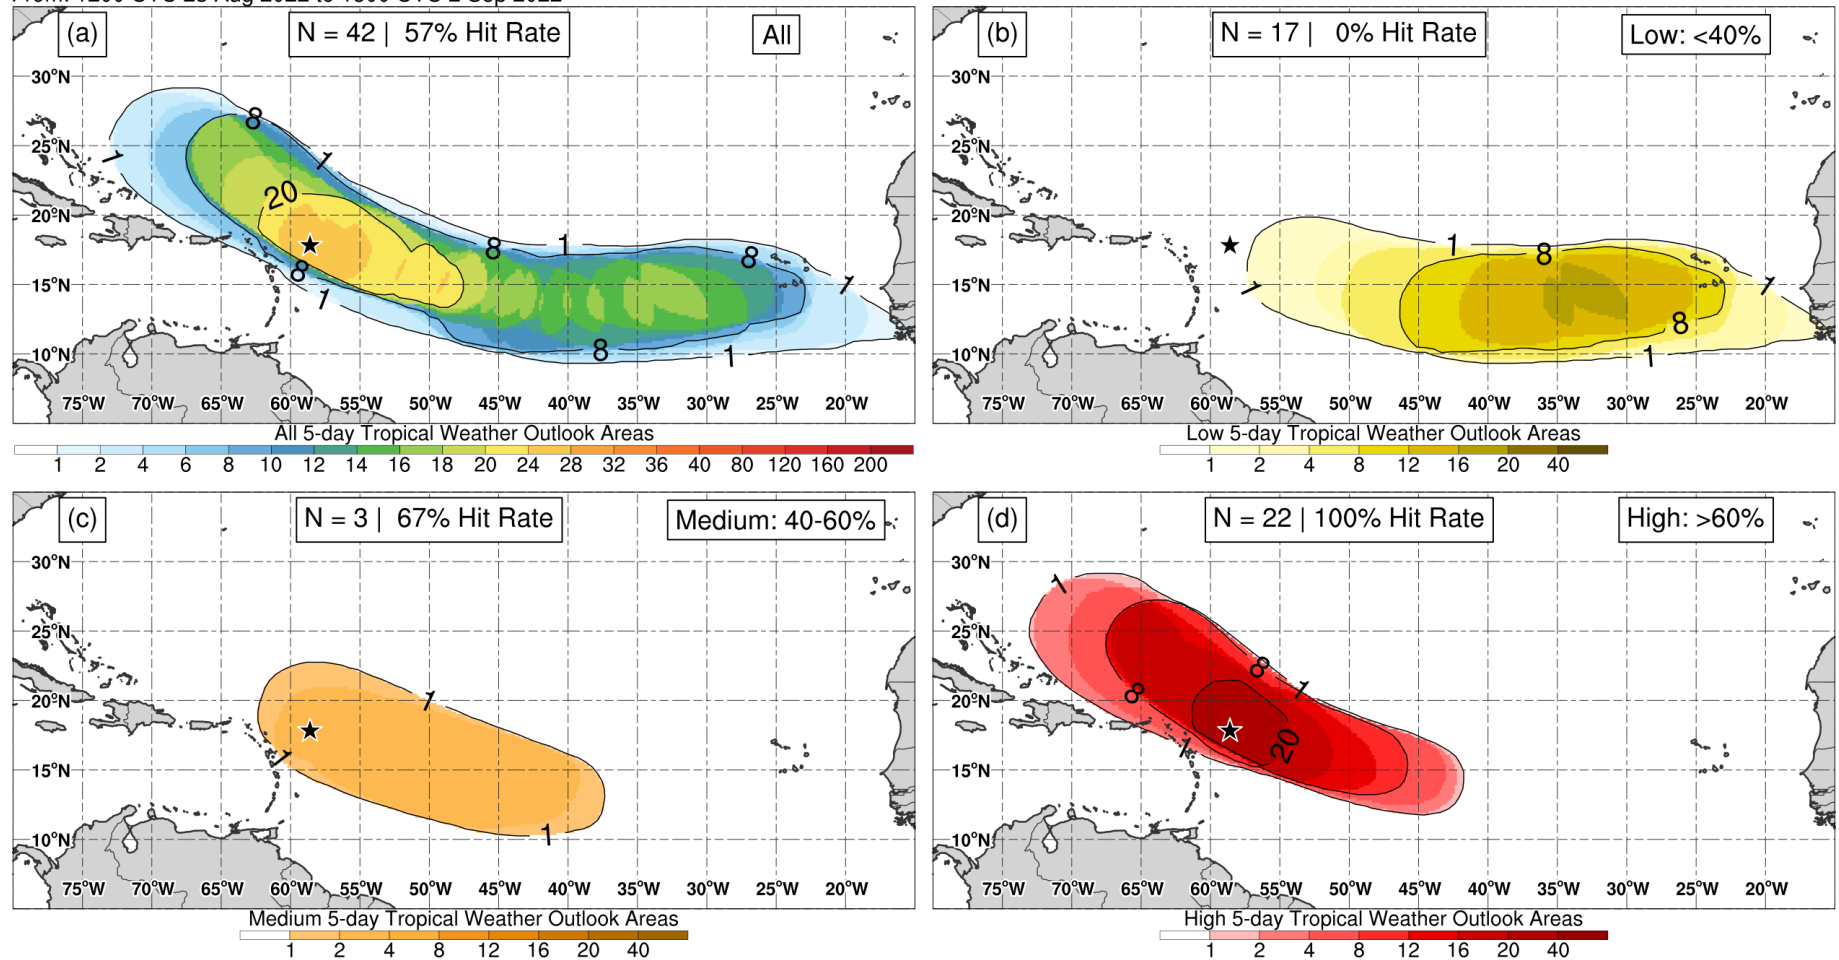 UTC Aug 2022 to UTC 2 Sep 2022
(a)
N = 42 | 57% Hit Rate
All
30°N
25°N
20°N
15°N
10°N
75°W 70°W 65°W 60°W 55°W 50°W 45°W 40°W 35°W 30°W 25°W 20°W
1
8
1
20
8
1
8
8
1
1
8
1
All 5-day Tropical Weather Outlook Areas
1 2 4 6 8 10 12 14 16 18 20 24 28 32 36 40 80 120 160 200
(b)
N = 17 | 0% Hit Rate
Low: <40%
30°N
25°N
20°N
15°N
10°N
75°W 70°W 65°W 60°W 55°W 50°W 45°W 40°W 35°W 30°W 25°W 20°W
1
8
1
1
8
1
Low 5-day Tropical Weather Outlook Areas
1 2 4 8 12 16 20 40
(c)
N = 3 | 67% Hit Rate
Medium: 40-60%
30°N
25°N
20°N
15°N
10°N
75°W 70°W 65°W 60°W 55°W 50°W 45°W 40°W 35°W 30°W 25°W 20°W
1
1
1
Medium 5-day Tropical Weather Outlook Areas
1 2 4 8 12 16 20 40
(d)
N = 22 | 100% Hit Rate
High: >60%
30°N
25°N
20°N
15°N
10°N
75°W 70°W 65°W 60°W 55°W 50°W 45°W 40°W 35°W 30°W 25°W 20°W
1
8
8
1
1
20
High 5-day Tropical Weather Outlook Areas
1 2 4 8 12 16 20 40